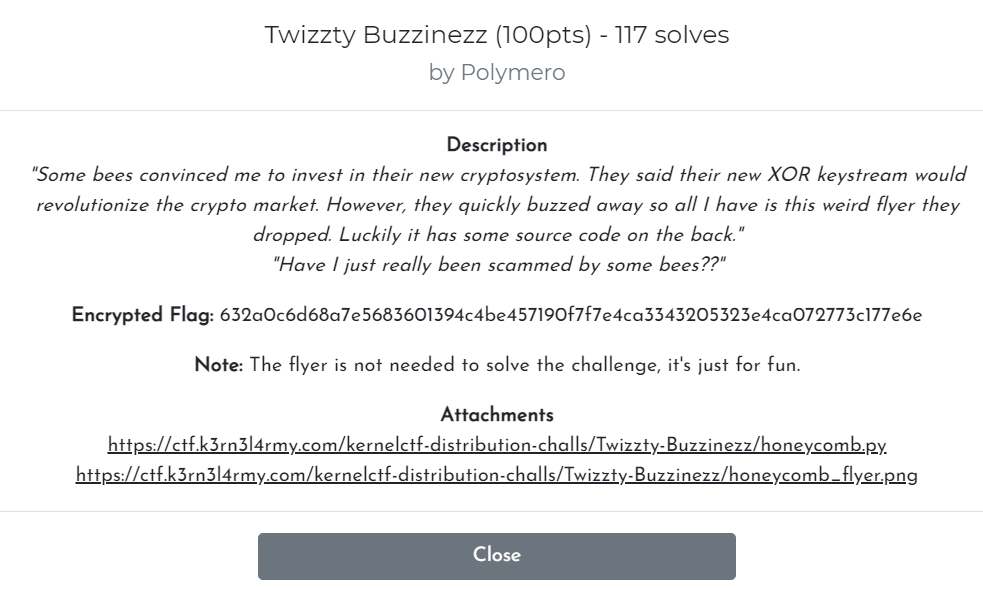 Twizzty Buzzinezz (100pts) - 117 solves
by Polymero
Description
"Some bees convinced me to invest in their new cryptosystem. They said their new XOR keystream would
revolutionize the crypto market. However, they quickly buzzed away so all I have is this weird flyer they
dropped. Luckily it has some source code on the back."
"Have I just really been scammed by some bees??"
Encrypted Flag: 632a0c6d68a7e5683601394c4be457190f7f7e4ca3343205323e4ca072773c177e6e
Note: The flyer is not needed to solve the challenge, it's just for fun.
Attachments
https://ctf.k3rn3l4rmy.com/kernelctf-distribution-challs/Twizzty-Buzzinezz/honeycomb.py
https://ctf.k3rn3l4rmy.com/kernelctf-distribution-challs/Twizzty-Buzzinezz/honeycomb_flyer.png
Close